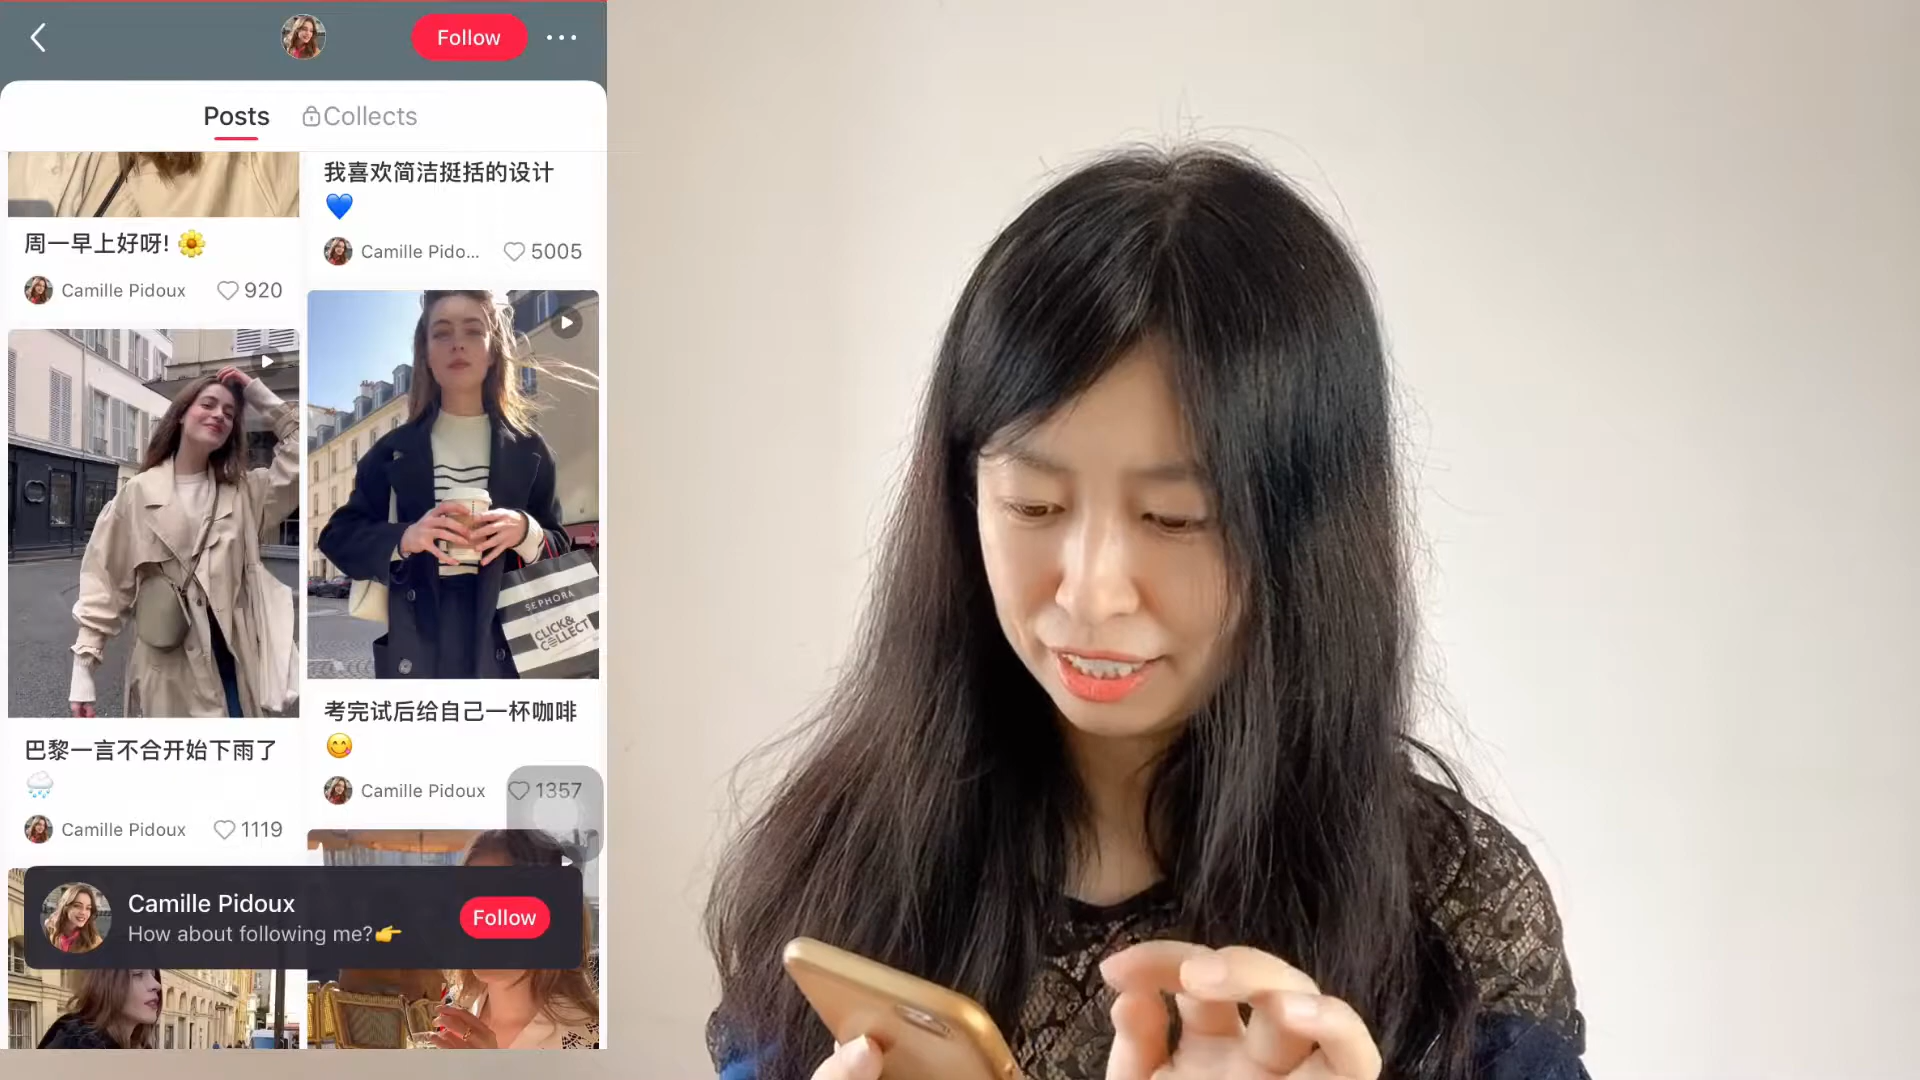 Follow
Posts
Collects
我喜欢简洁挺括的设计
💙
Camille Pido...
5005
周一早上好呀! 🌼
Camille Pidoux
920
SEPHORA
CLICK&
COLLECT
考完试后给自己一杯咖啡
😋
Camille Pidoux
1357
巴黎一言不合开始下雨了
🌧️
Camille Pidoux
1119
Camille Pidoux
How about following me?👉
Follow